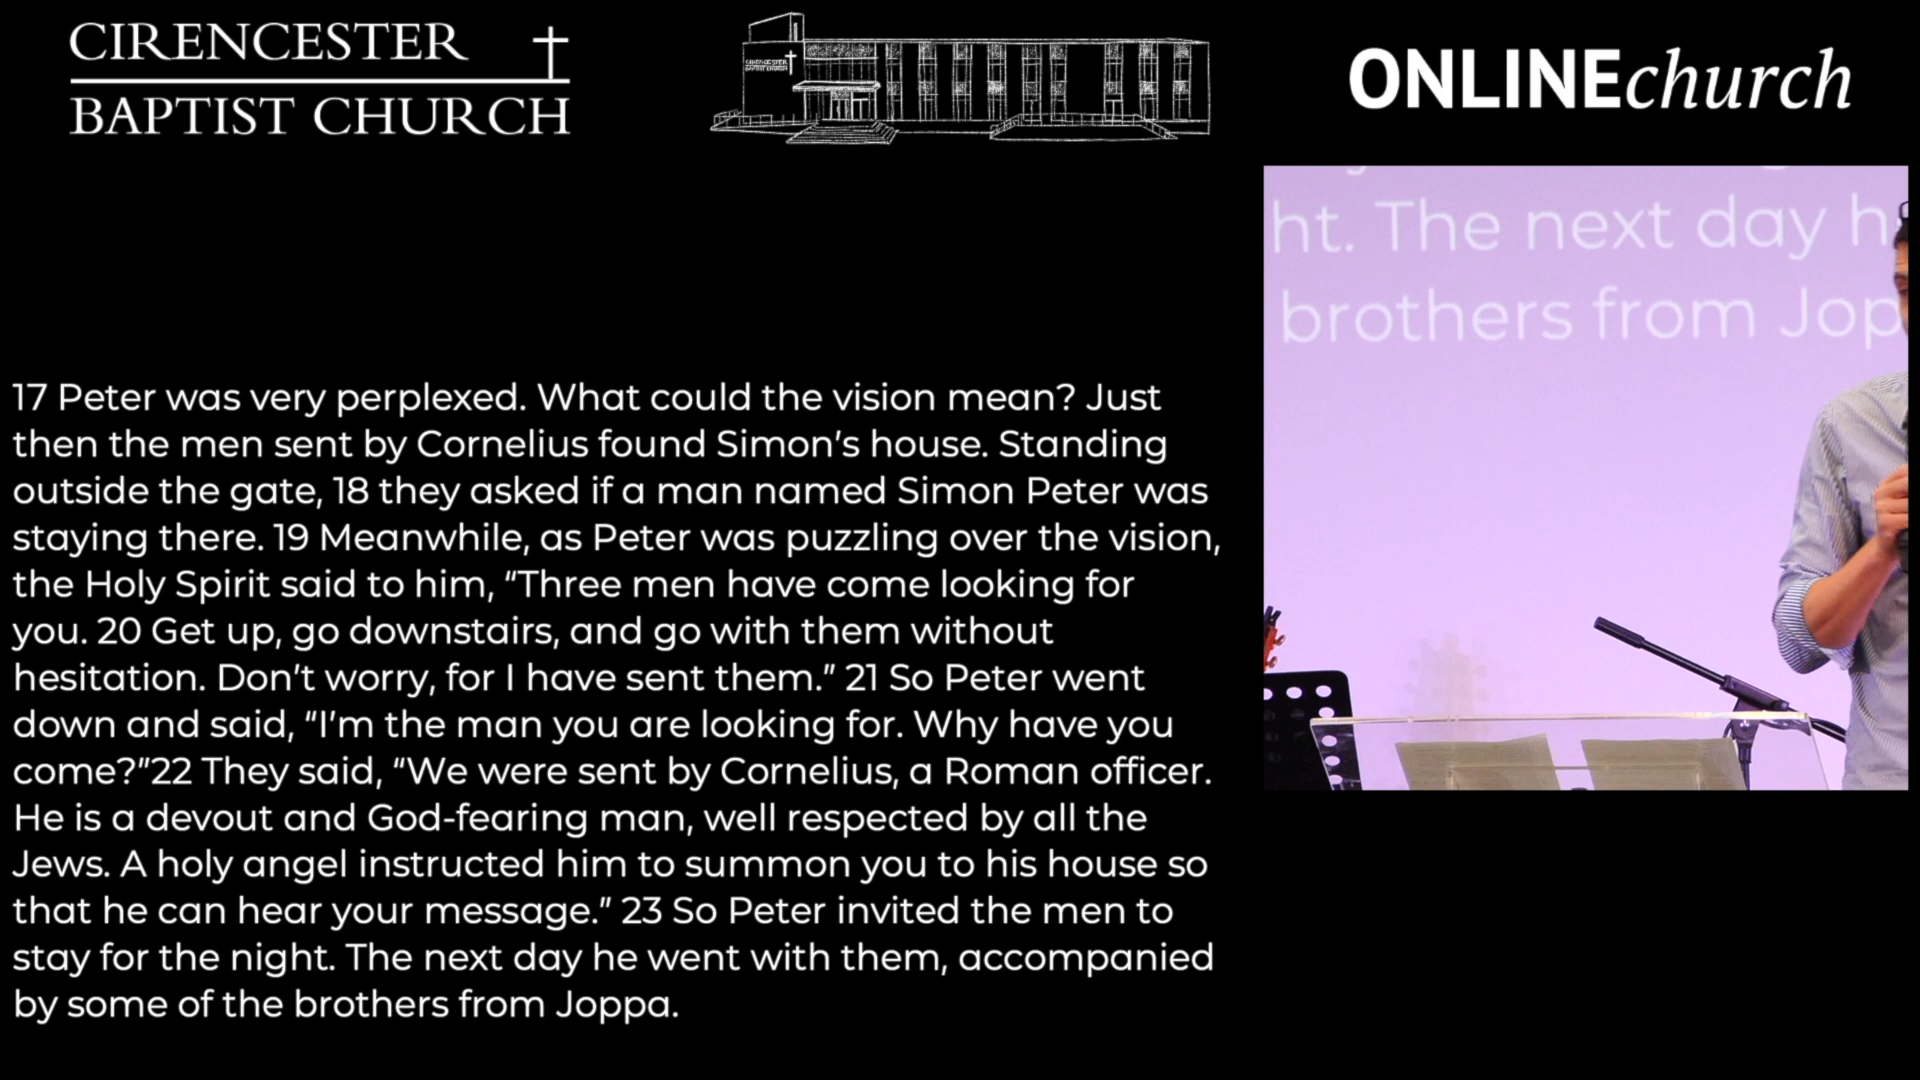 CIRENCESTER
BAPTIST CHURCH
CIRENCESTER
BAPTIST CHURCH
ONLINEchurch
ht. The next day h
brothers from Jop
17 Peter was very perplexed. What could the vision mean? Just
then the men sent by Cornelius found Simon’s house. Standing
outside the gate, 18 they asked if a man named Simon Peter was
staying there. 19 Meanwhile, as Peter was puzzling over the vision,
the Holy Spirit said to him, “Three men have come looking for
you. 20 Get up, go downstairs, and go with them without
hesitation. Don’t worry, for I have sent them.” 21 So Peter went
down and said, “I’m the man you are looking for. Why have you
come?”22 They said, “We were sent by Cornelius, a Roman officer.
He is a devout and God-fearing man, well respected by all the
Jews. A holy angel instructed him to summon you to his house so
that he can hear your message.” 23 So Peter invited the men to
stay for the night. The next day he went with them, accompanied
by some of the brothers from Joppa.